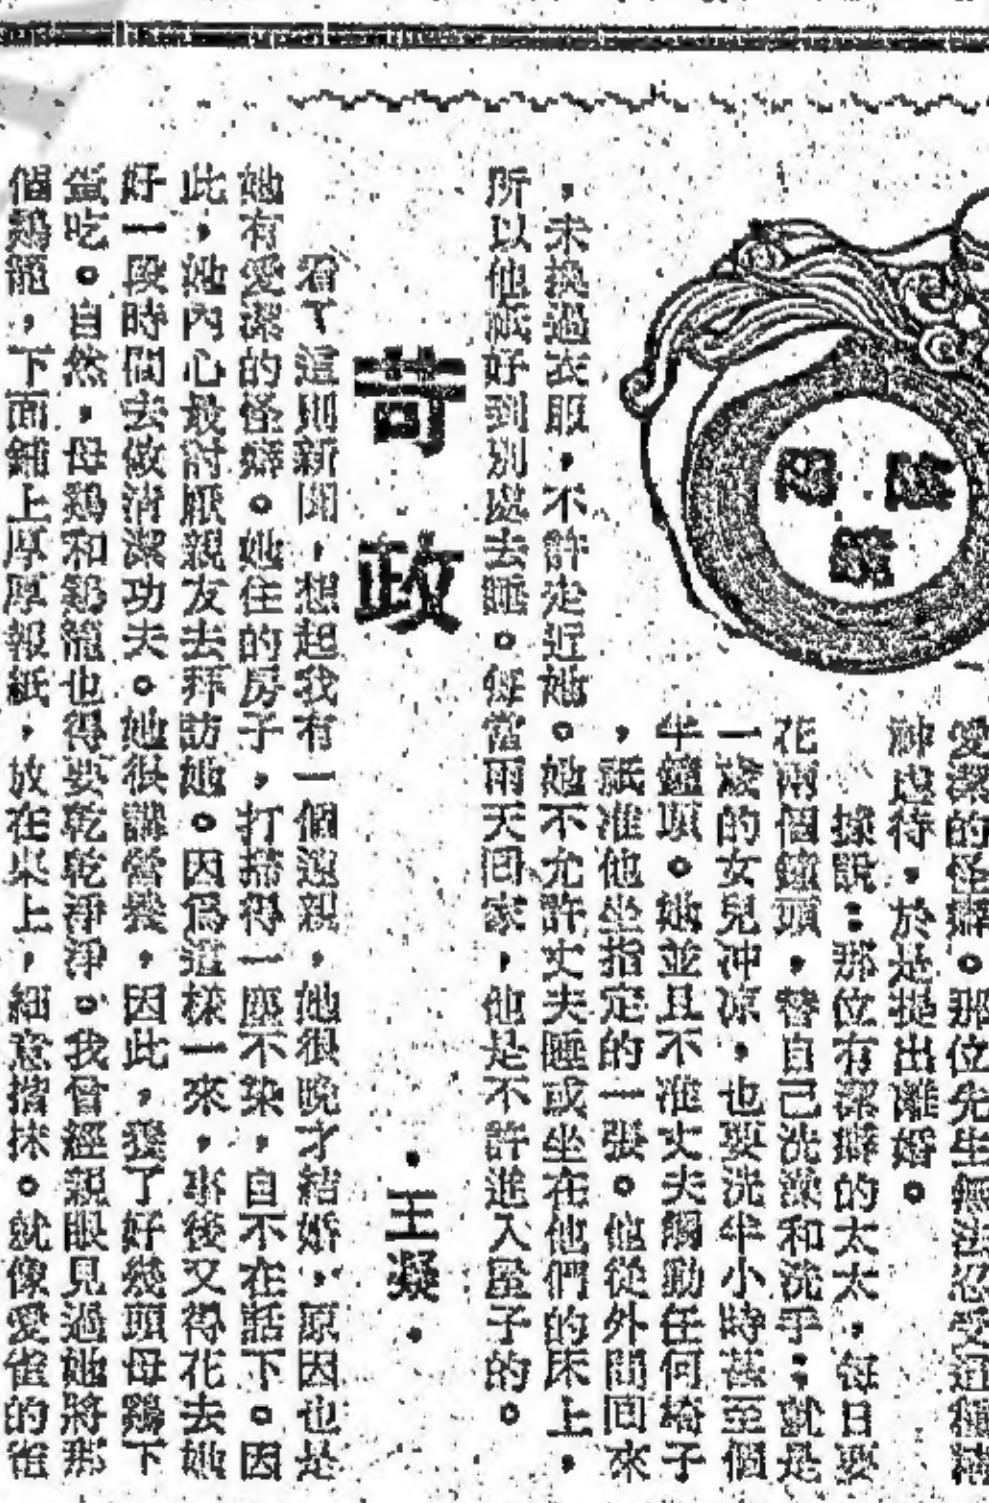 愛潔的怪癖。那位先生無法忍受這種精
神虐待，於是提出離婚。
據說：那位有潔癖的太太，每日要
花兩個鐘頭，替自己洗澡和洗手；就是
一歲的女兒冲凉，也要洗半小時甚至個
半鐘頭。她並且不准丈夫觸動任何椅子
，祇准他坐指定的一張。他從外間回來
，未換過衣服，不許走近她。她不允許丈夫睡或坐在他們的床上，
所以他祇好到別處去睡。每當雨天回家，他是不許進入屋子的。
苛政
·王凝·
看了這則新聞，想起我有一個遠親，她很晚才結婚，原因也是
她有愛潔的怪癖。她住的房子，打掃得一塵不染，自不在話下。因
此，她內心最討厭親友去拜訪她。因爲這樣一來，事後又得花去她
好一段時間去做清潔功夫。她很講營養，因此，養了好幾頭母鷄下
蛋吃。自然，母鷄和鷄籠也得要乾乾淨淨。我曾經親眼見過她將那
個鷄籠，下面鋪上厚厚報紙，放在枱上，細意揩抹。就像愛雀的雀